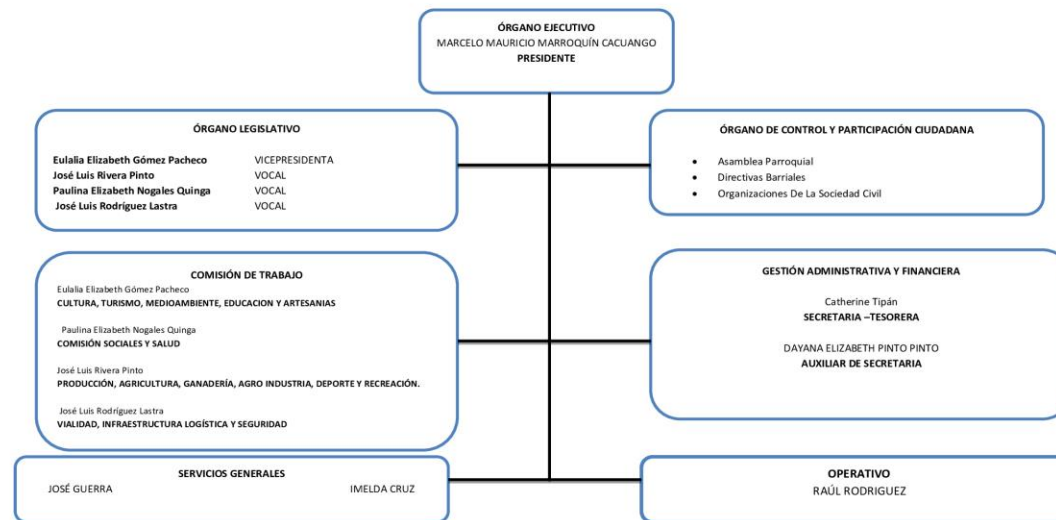 ÓRGANO EJECUTIVO
MARCELO MAURICIO MARROQUÍN CACUANGO
PRESIDENTE
ÓRGANO LEGISLATIVO
Eulalia Elizabeth Gómez Pacheco VICEPRESIDENTA
José Luis Rivera Pinto VOCAL
Paulina Elizabeth Nogales Quinga VOCAL
José Luis Rodríguez Lastra VOCAL
ÓRGANO DE CONTROL Y PARTICIPACIÓN CIUDADANA
• Asamblea Parroquial
• Directivas Barriales
• Organizaciones De La Sociedad Civil
COMISIÓN DE TRABAJO
Eulalia Elizabeth Gómez Pacheco
CULTURA, TURISMO, MEDIOAMBIENTE, EDUCACION Y ARTESANIAS
Paulina Elizabeth Nogales Quinga
COMISIÓN SOCIALES Y SALUD
José Luis Rivera Pinto
PRODUCCIÓN, AGRICULTURA, GANADERÍA, AGRO INDUSTRIA, DEPORTE Y RECREACIÓN.
José Luis Rodríguez Lastra
VIALIDAD, INFRAESTRUCTURA LOGÍSTICA Y SEGURIDAD
GESTIÓN ADMINISTRATIVA Y FINANCIERA
Catherine Tipán
SECRETARIA –TESORERA
DAYANA ELIZABETH PINTO PINTO
AUXILIAR DE SECRETARIA
SERVICIOS GENERALES
JOSÉ GUERRA IMELDA CRUZ
OPERATIVO
RAÚL RODRIGUEZ